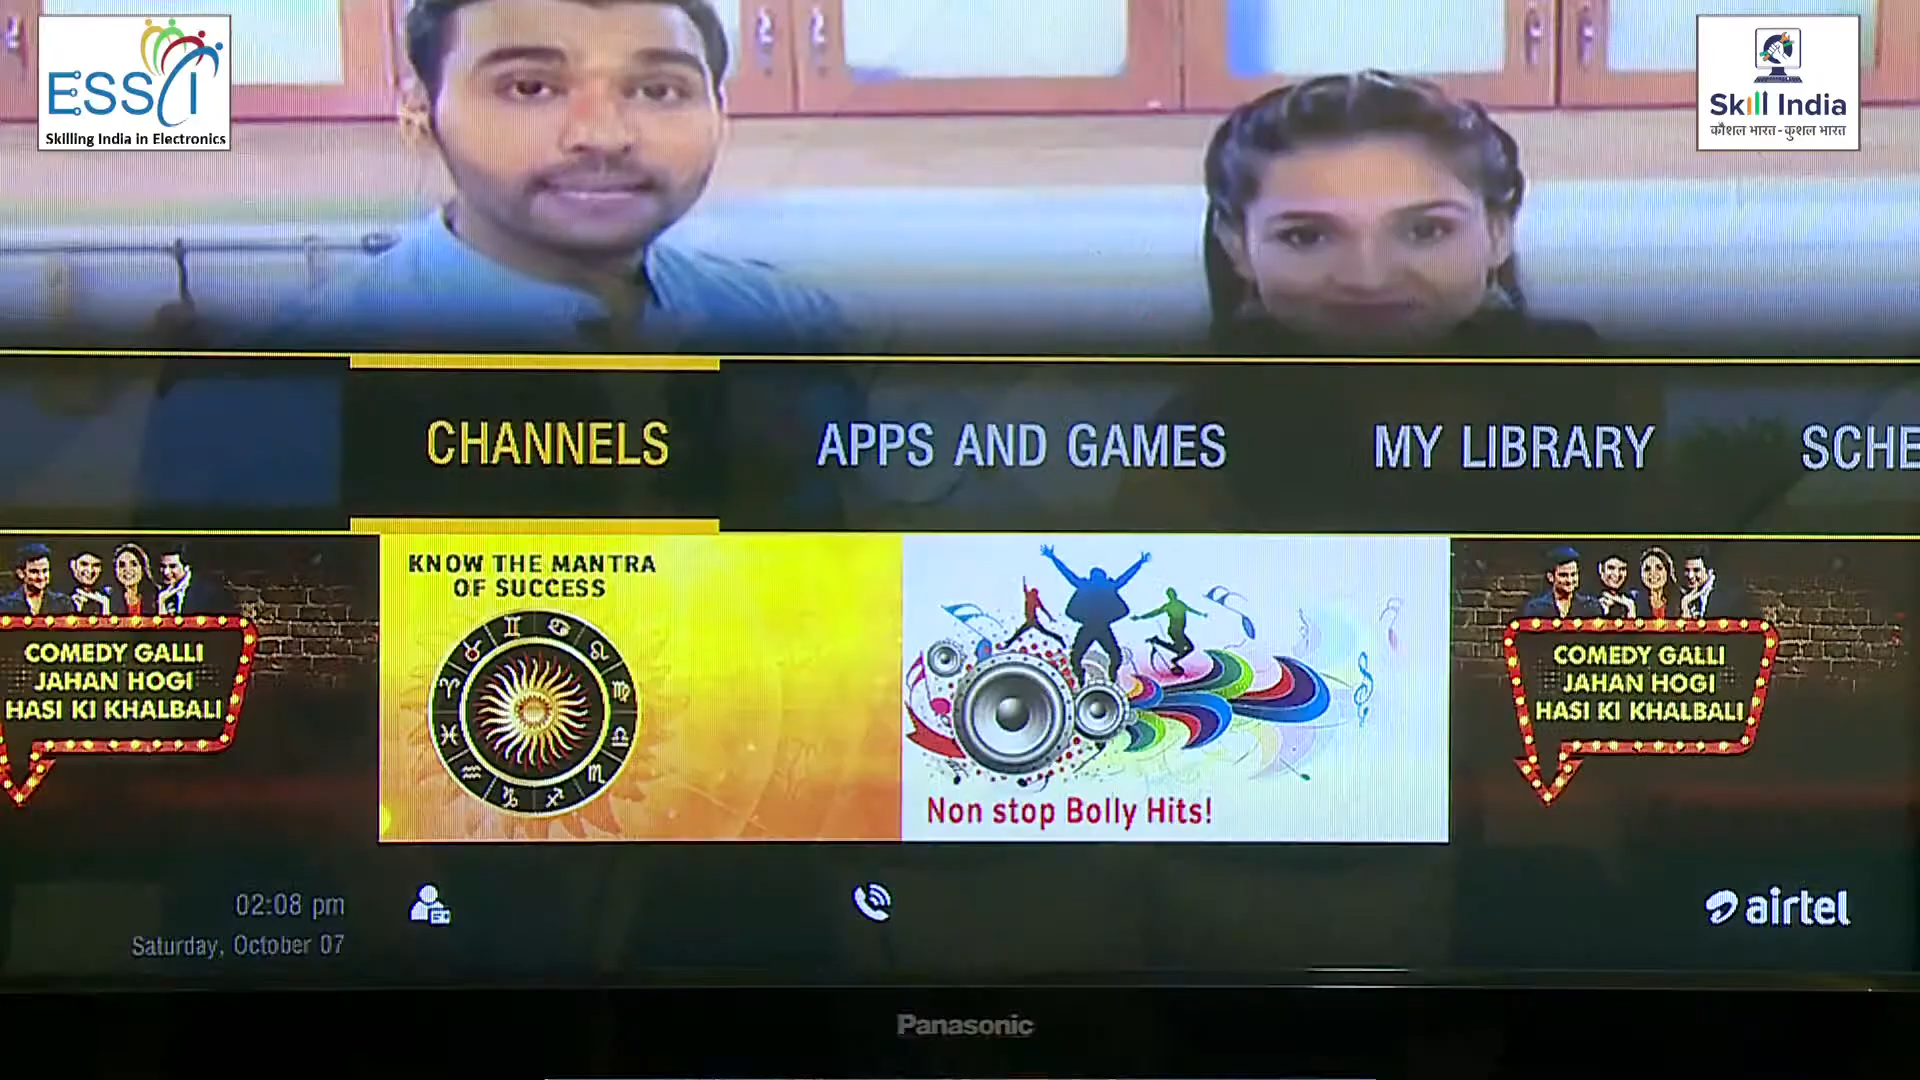 ESSCI
Skilling India in Electronics
Skill India
कौशल भारत - कुशल भारत
CHANNELS
APPS AND GAMES
MY LIBRARY
SCHE
COMEDY GALLI
JAHAN HOGI
HASI KI KHALBALI
KNOW THE MANTRA
OF SUCCESS
Non stop Bolly Hits!
COMEDY GALLI
JAHAN HOGI
HASI KI KHALBALI
02:08 pm
Saturday, October 07
airtel
Panasonic